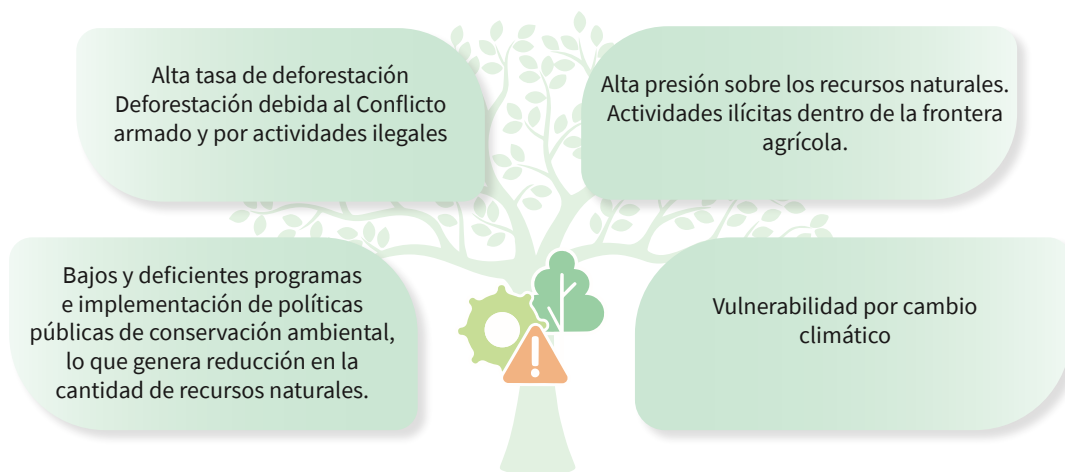 Alta tasa de deforestación
Deforestación debida al Conflicto
armado y por actividades ilegales
Alta presión sobre los recursos naturales.
Actividades ilícitas dentro de la frontera
agrícola.
Bajos y deficientes programas
e implementación de políticas
públicas de conservación ambiental,
lo que genera reducción en la
cantidad de recursos naturales.
Vulnerabilidad por cambio
climático